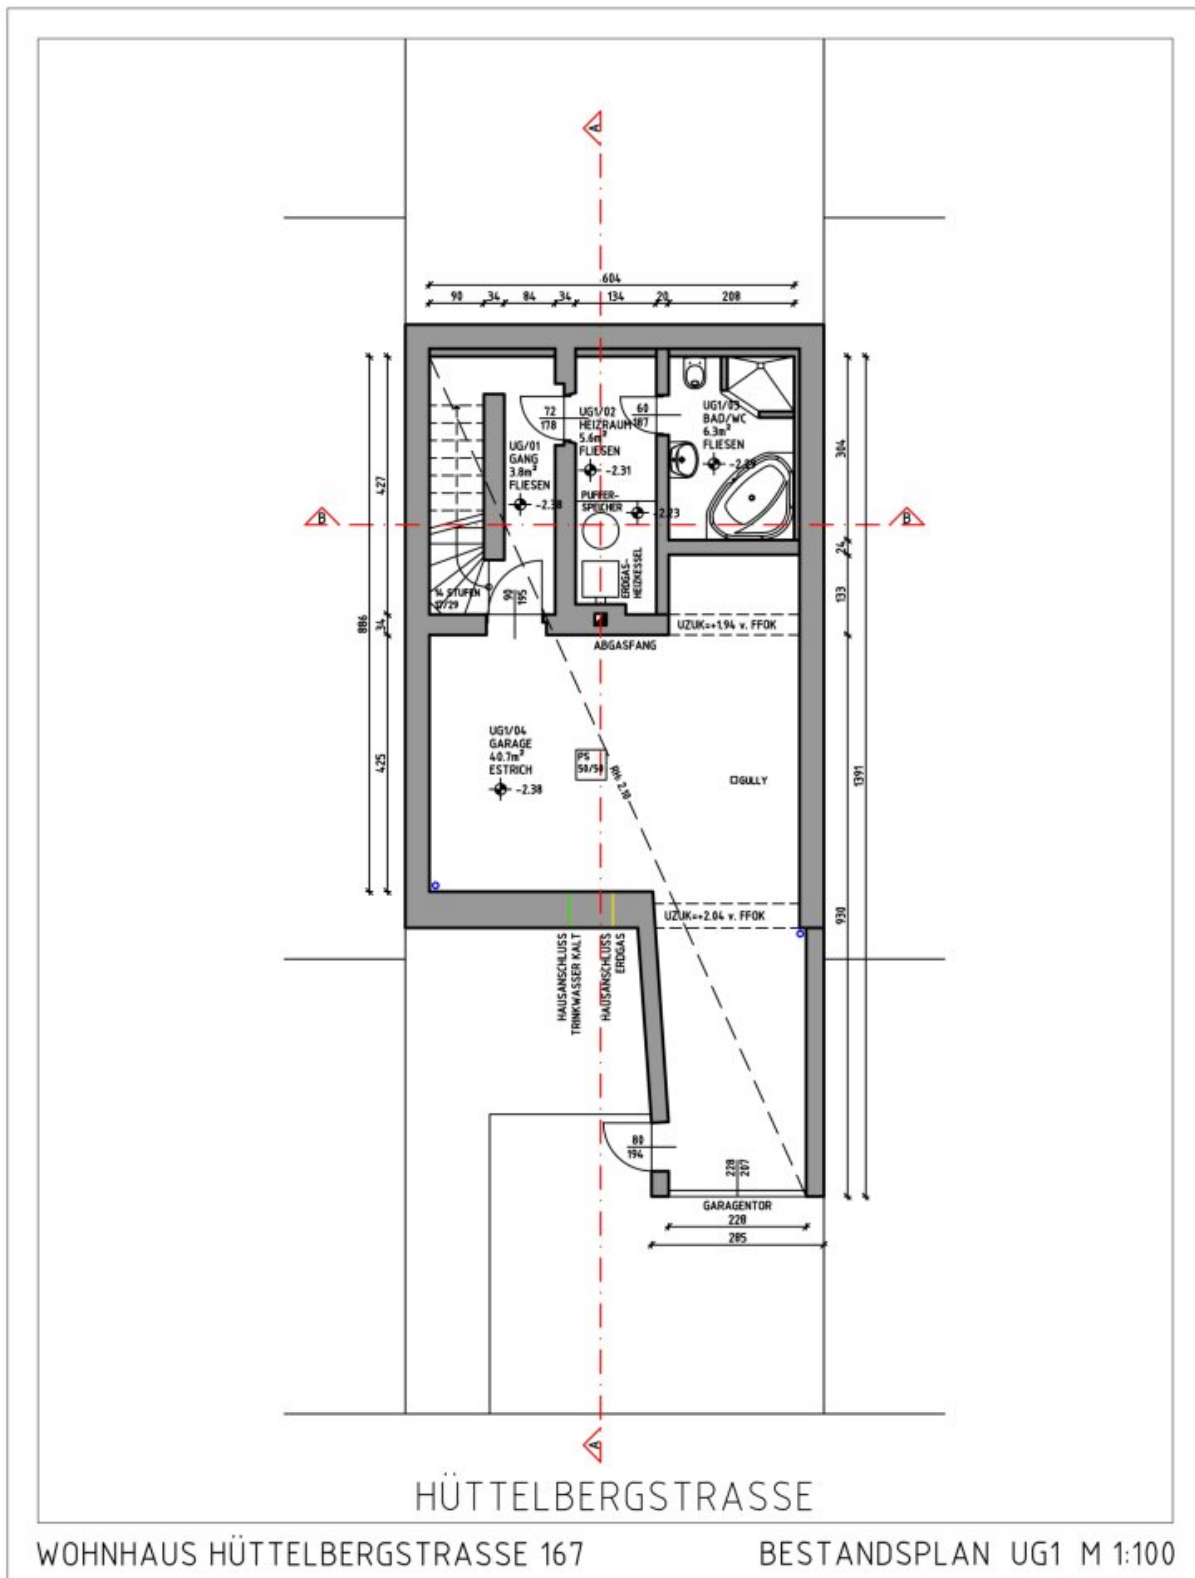 A
604
90 34 84 34 134 20 208
72
178
60
187
UG1/02
HEIZRAUM
5.6m²
FLIESEN
-2.31
UG1/03
BAD/WC
6.3m²
FLIESEN
UG/01
GANG
3.8m²
FLIESEN
-2.38
PUFFER-
SPEICHER
-2.23
ERDGAS-
HEIZKESSEL
B
B
427
34
425
886
304
24
133
930
1391
14 STUFEN
17/29
90
195
UZUK=+1.94 v. FFOK
ABGASFANG
UG1/04
GARAGE
40.7m²
ESTRICH
-2.38
PS
50/50
RH: 2.18
GULLY
UZUK=+2.04 v. FFOK
HAUSANSCHLUSS
TRINKWASSER KALT
HAUSANSCHLUSS
ERDGAS
80
194
228
207
GARAGENTOR
228
285
A
HÜTTELBERGSTRASSE
WOHNHAUS HÜTTELBERGSTRASSE 167
BESTANDSPLAN UG1 M 1:100